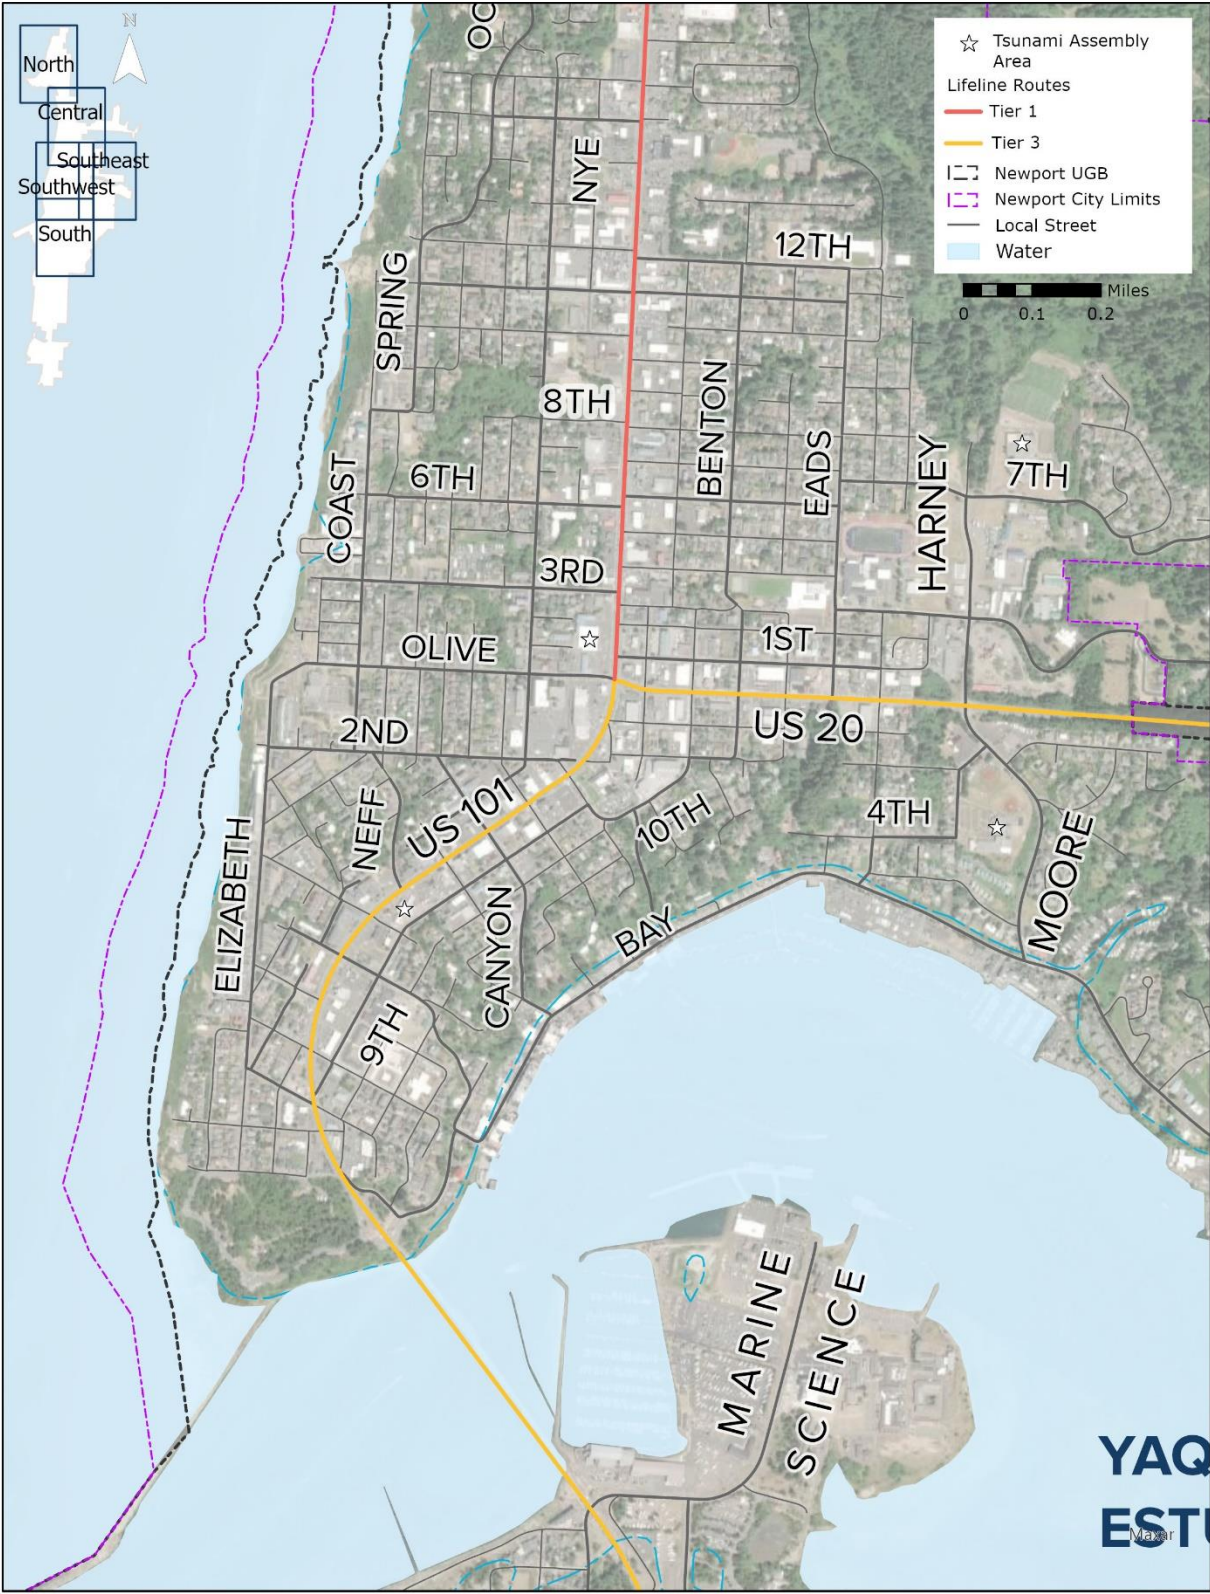 N
North
Central
Southeast
Southwest
South
Tsunami Assembly
Area
Lifeline Routes
Tier 1
Tier 3
Newport UGB
Newport City Limits
Local Street
Water
Miles
0 0.1 0.2
OC
NYE
12TH
SPRING
8TH
BENTON
EADS
HARNEY
7TH
6TH
COAST
3RD
1ST
OLIVE
US 20
2ND
NEFF
US 101
10TH
4TH
MOORE
ELIZABETH
CANYON
BAY
9TH
MARINE
SCIENCE
YAQ
ESTU
Maxar